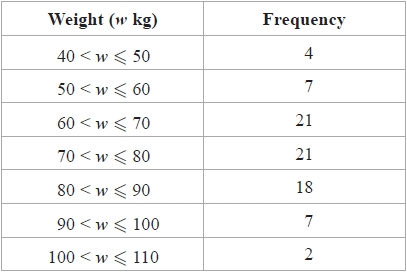 Weight (w kg) Frequency
40 < w ⩽ 50 4
50 < w ⩽ 60 7
60 < w ⩽ 70 21
70 < w ⩽ 80 21
80 < w ⩽ 90 18
90 < w ⩽ 100 7
100 < w ⩽ 110 2